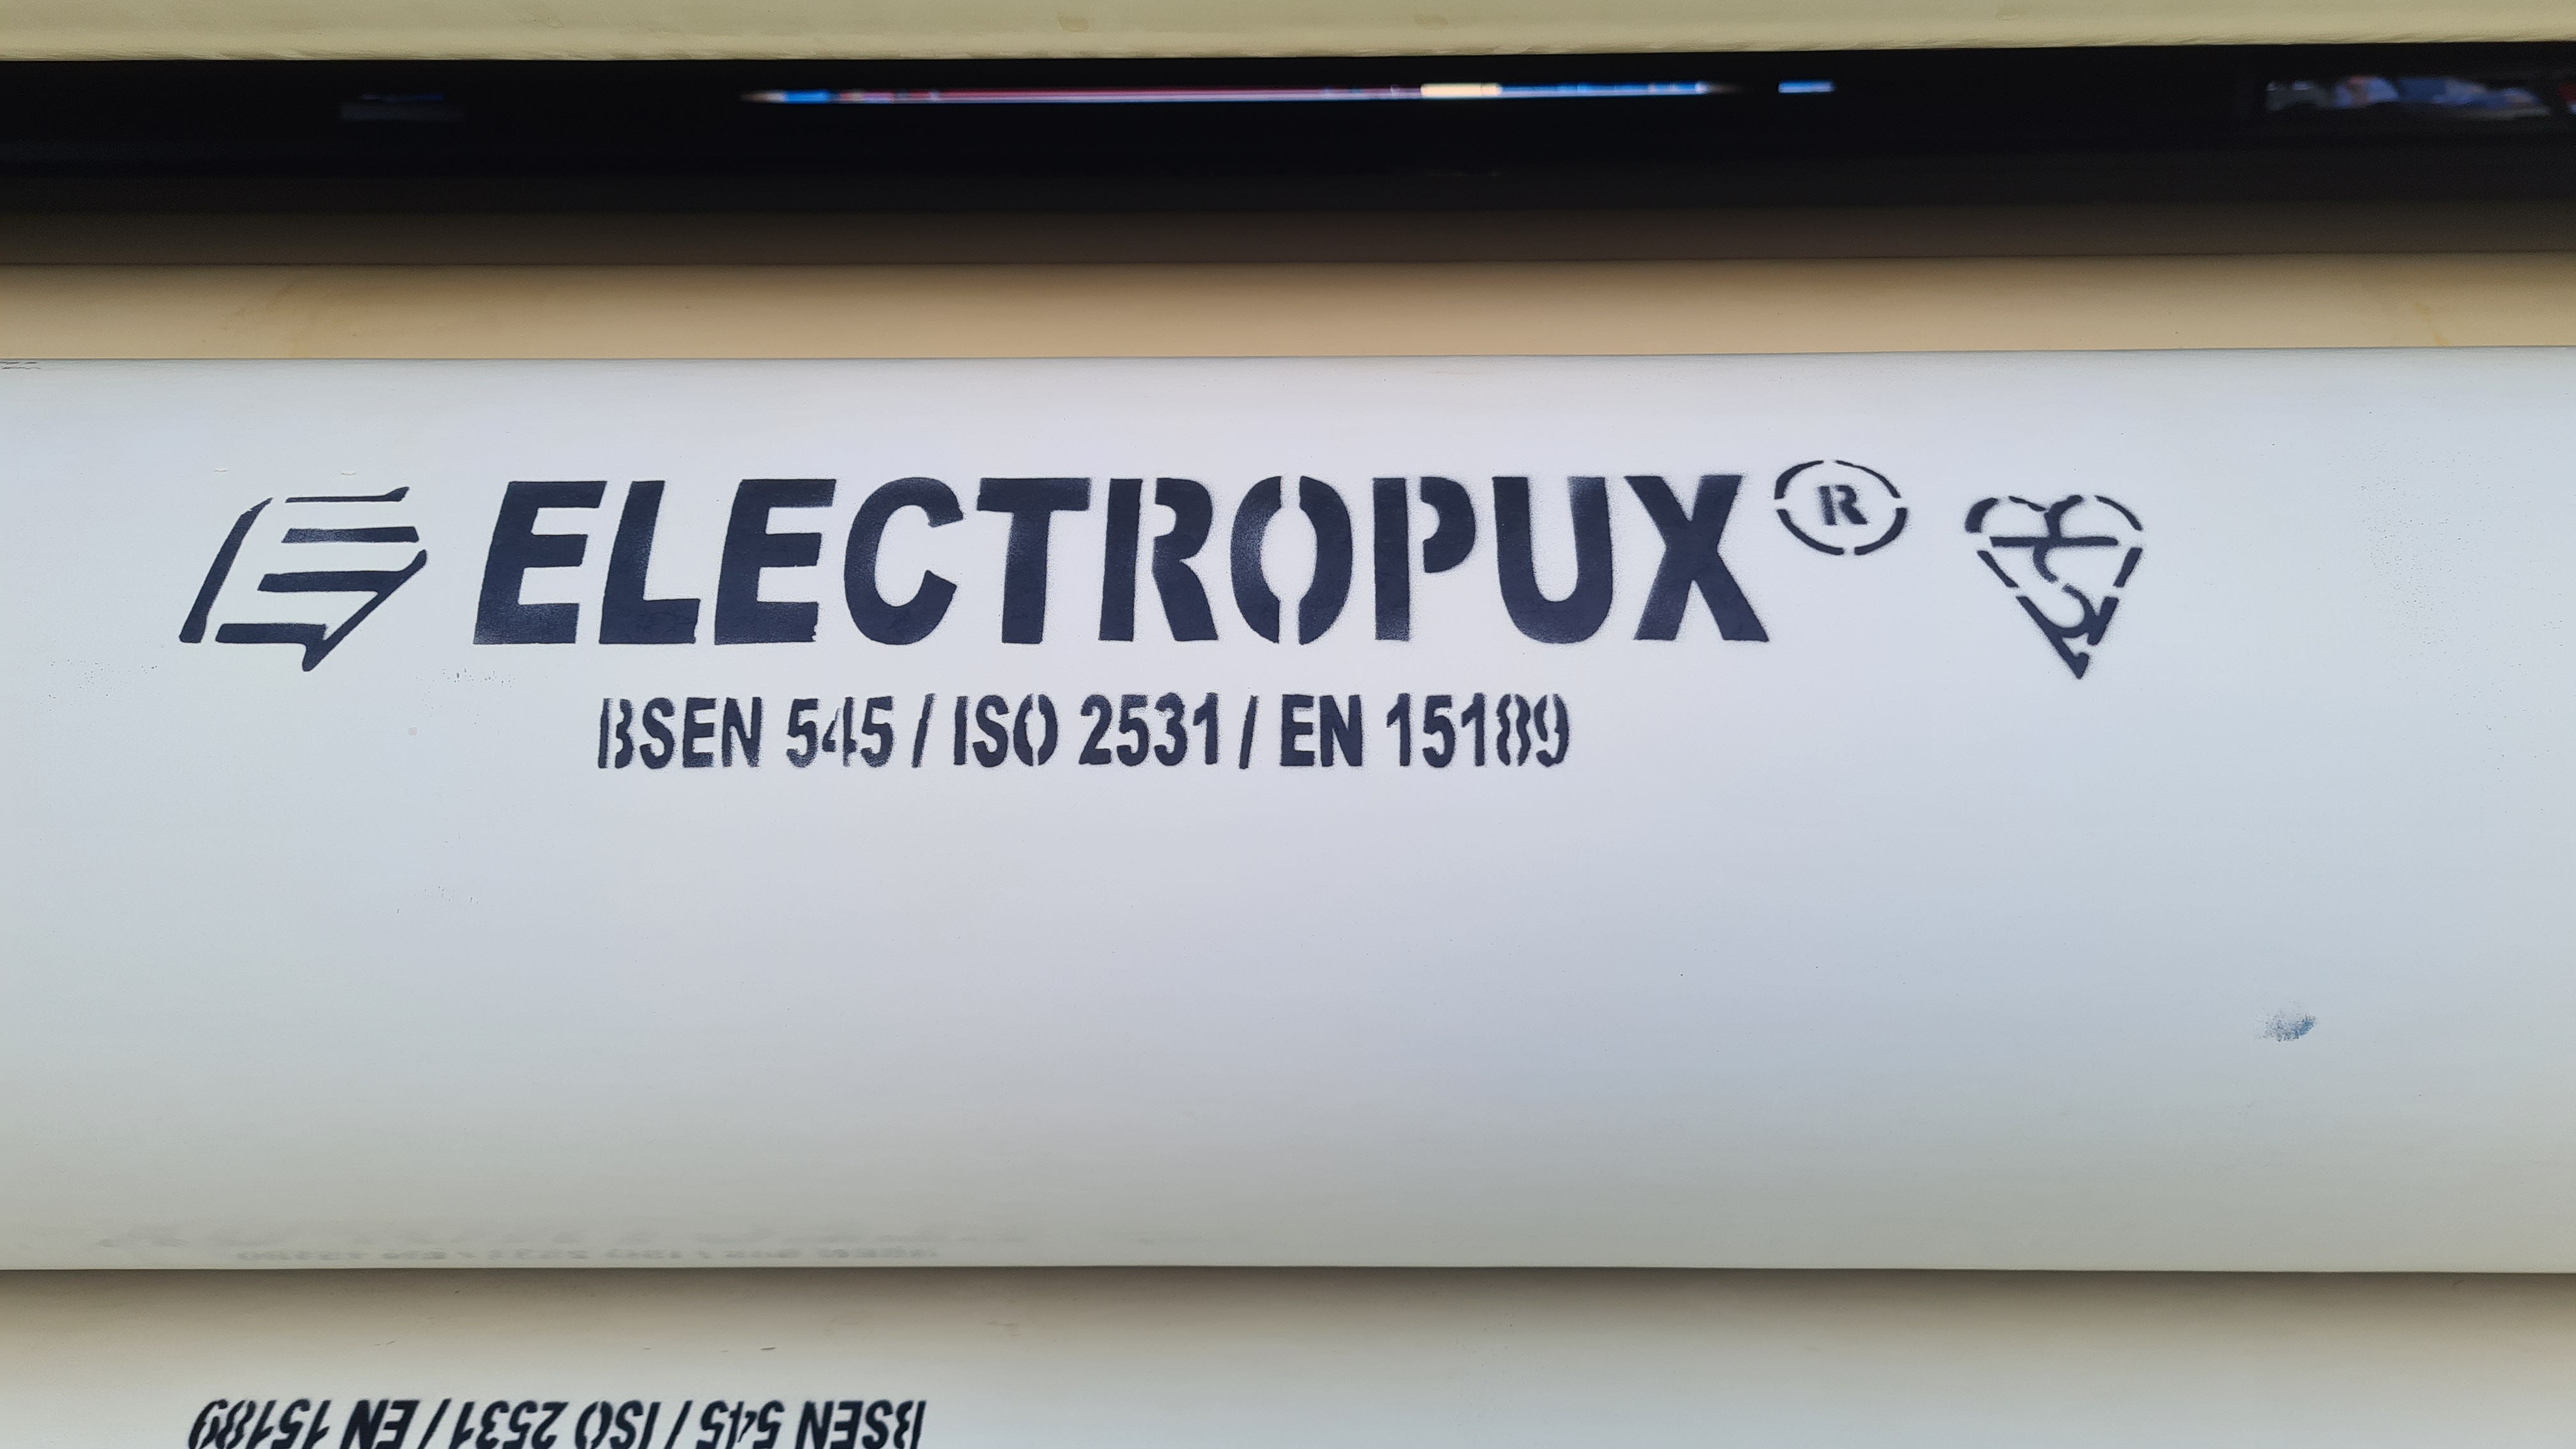 ELECTROPUX®
BSEN 545 / ISO 2531 / EN 15189
BSEN 545 / ISO 2531 / EN 15189